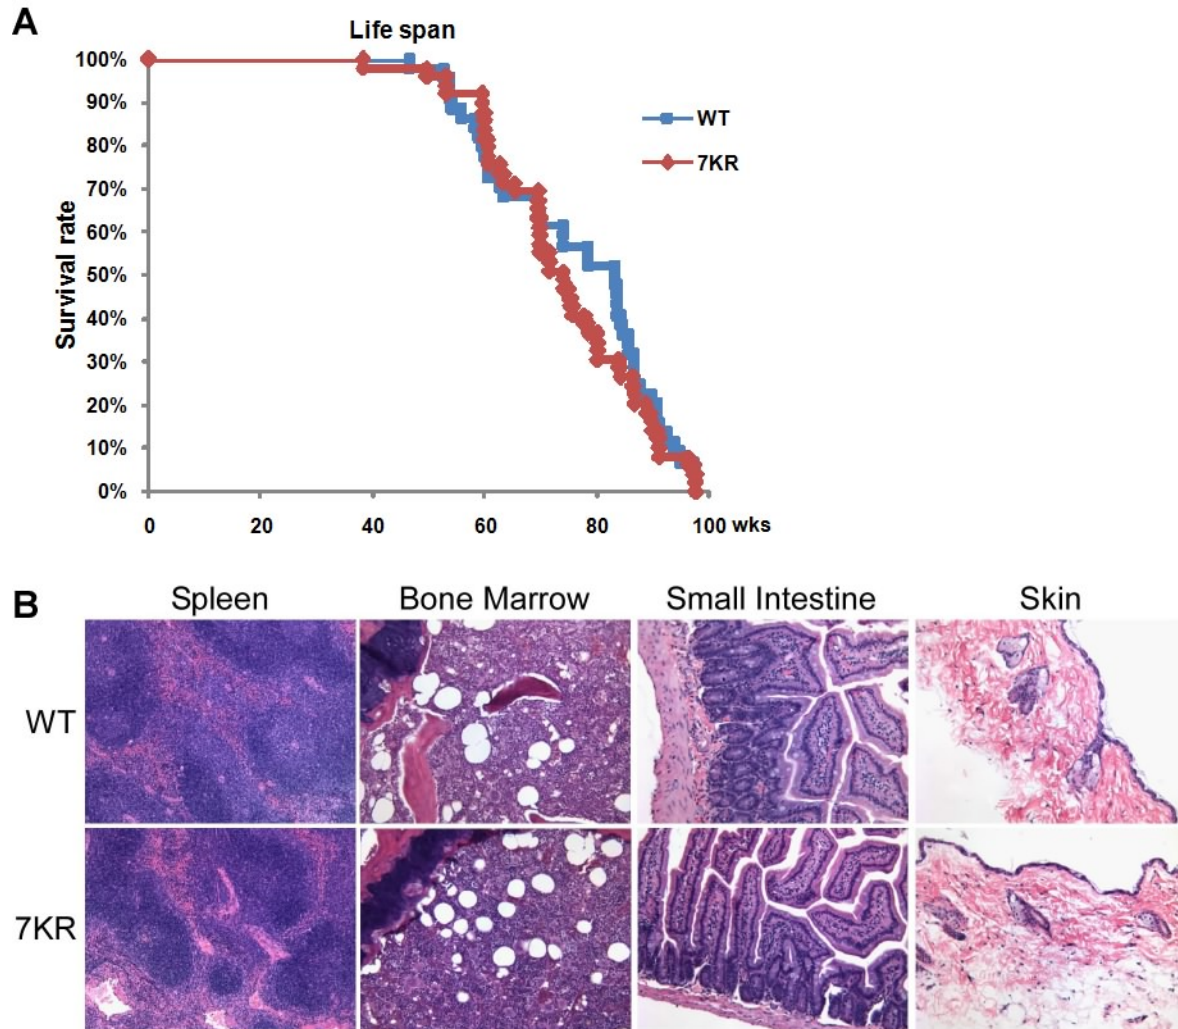 A
Life span
100%
90%
80%
70%
60%
50%
40%
30%
20%
10%
0%
Survival rate
WT
7KR
0 20 40 60 80 100 wks
B
Spleen Bone Marrow Small Intestine Skin
WT
7KR